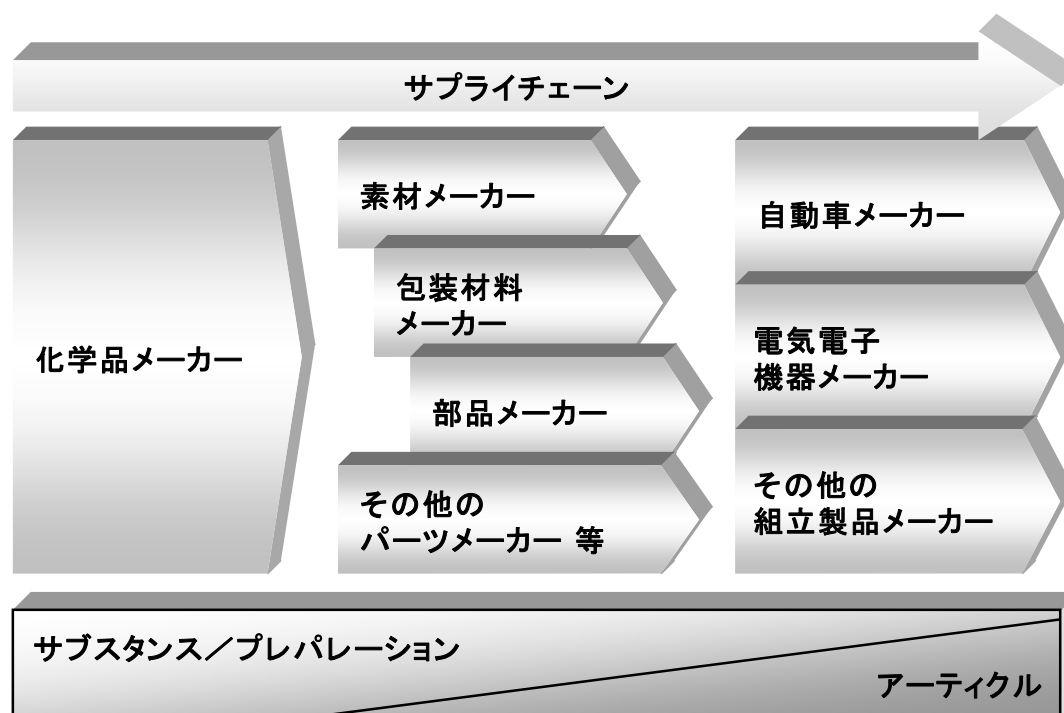 サプライチェーン
化学品メーカー
素材メーカー
包装材料
メーカー
部品メーカー
その他の
パーツメーカー 等
自動車メーカー
電気電子
機器メーカー
その他の
組立製品メーカー
サブスタンス／プレパレーション
アーティクル